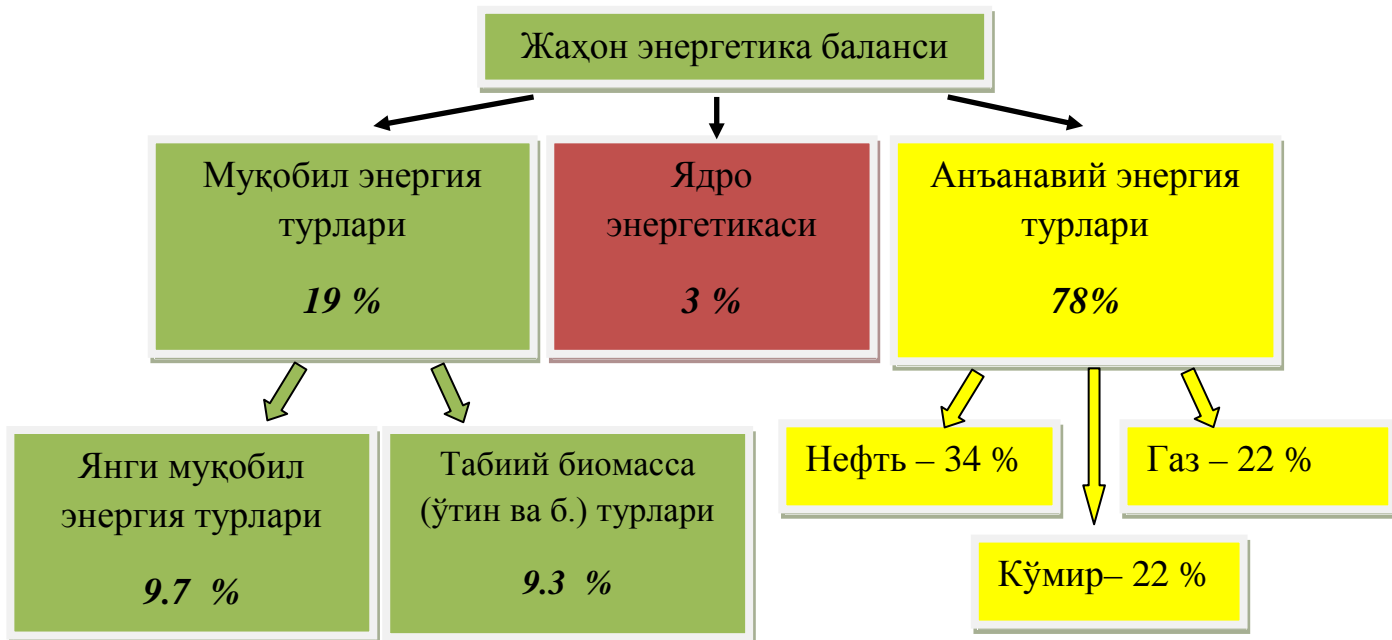 Жаҳон энергетика баланси
Муқобил энергия
турлари
19 %
Ядро
энергетикаси
3 %
Анъанавий энергия
турлари
78%
Янги муқобил
энергия турлари
9.7 %
Табиий биомасса
(ўтин ва б.) турлари
9.3 %
Нефть – 34 %
Газ – 22 %
Кўмир– 22 %